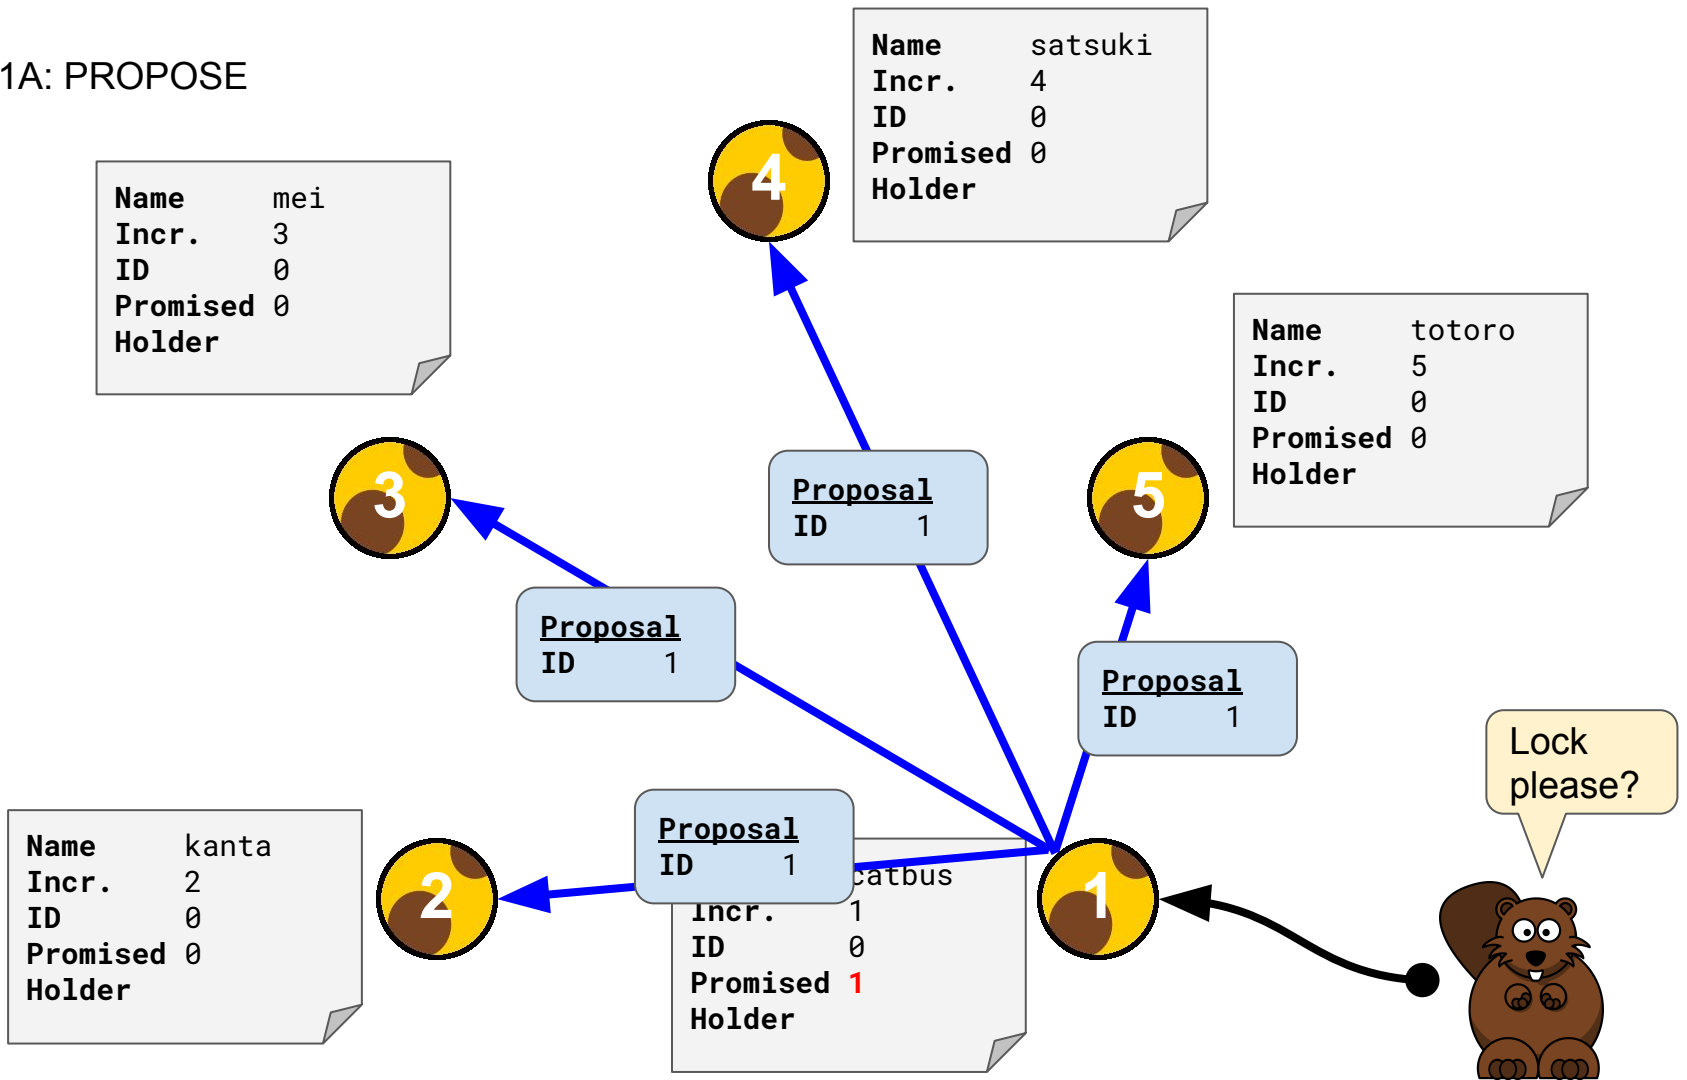 1A: PROPOSE
Name satsuki
Incr. 4
ID 0
Promised 0
Holder
4
Name mei
Incr. 3
ID 0
Promised 0
Holder
Name totoro
Incr. 5
ID 0
Promised 0
Holder
3
5
Proposal
ID 1
Proposal
ID 1
Proposal
ID 1
Lock
please?
Proposal
ID 1
Name kanta
Incr. 2
ID 0
Promised 0
Holder
2
catbus
Incr. 1
ID 0
Promised 1
Holder
1